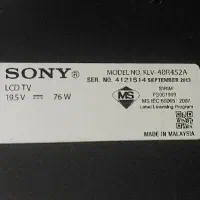 SONY®
MODEL NO. KLV-40R452A
SER. NO. 4121514 SEPTEMBER 2013
LCD TV
19.5 V ⎓ 76 W
MS
SIRIM
MS IEC 60065: 2007
Label Licensing Program
MADE IN MALAYSIA